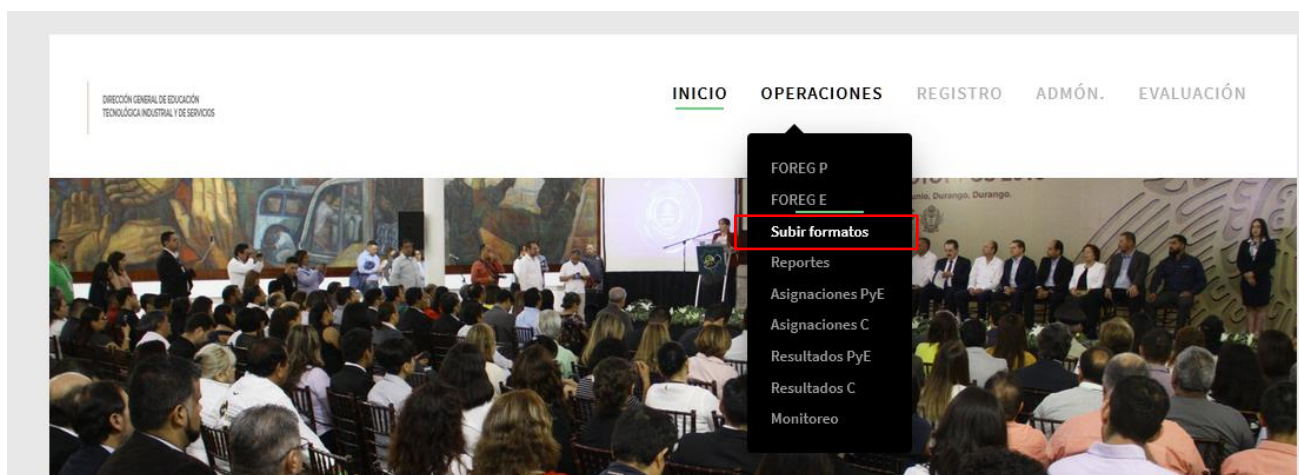 DIRECCIÓN GENERAL DE EDUCACIÓN
TECNOLÓGICA INDUSTRIAL Y DE SERVICIOS
INICIO OPERACIONES REGISTRO ADMÓN. EVALUACIÓN
FOREG P
FOREG E
Subir formatos
Reportes
Asignaciones PyE
Asignaciones C
Resultados PyE
Resultados C
Monitoreo
Durango, Durango.